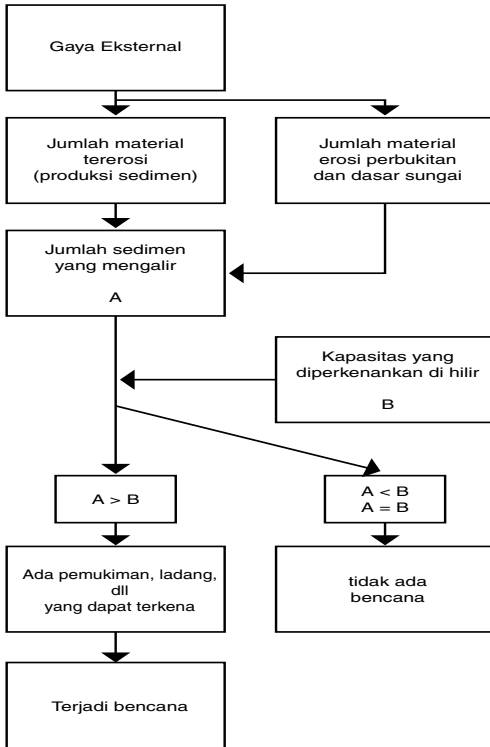 Gaya Eksternal
Jumlah material
tererosi
(produksi sedimen)
Jumlah material
erosi perbukitan
dan dasar sungai
Jumlah sedimen
yang mengalir
A
Kapasitas yang
diperkenankan di hilir
B
A > B
A < B
A = B
Ada pemukiman, ladang,
dll
yang dapat terkena
tidak ada
bencana
Terjadi bencana